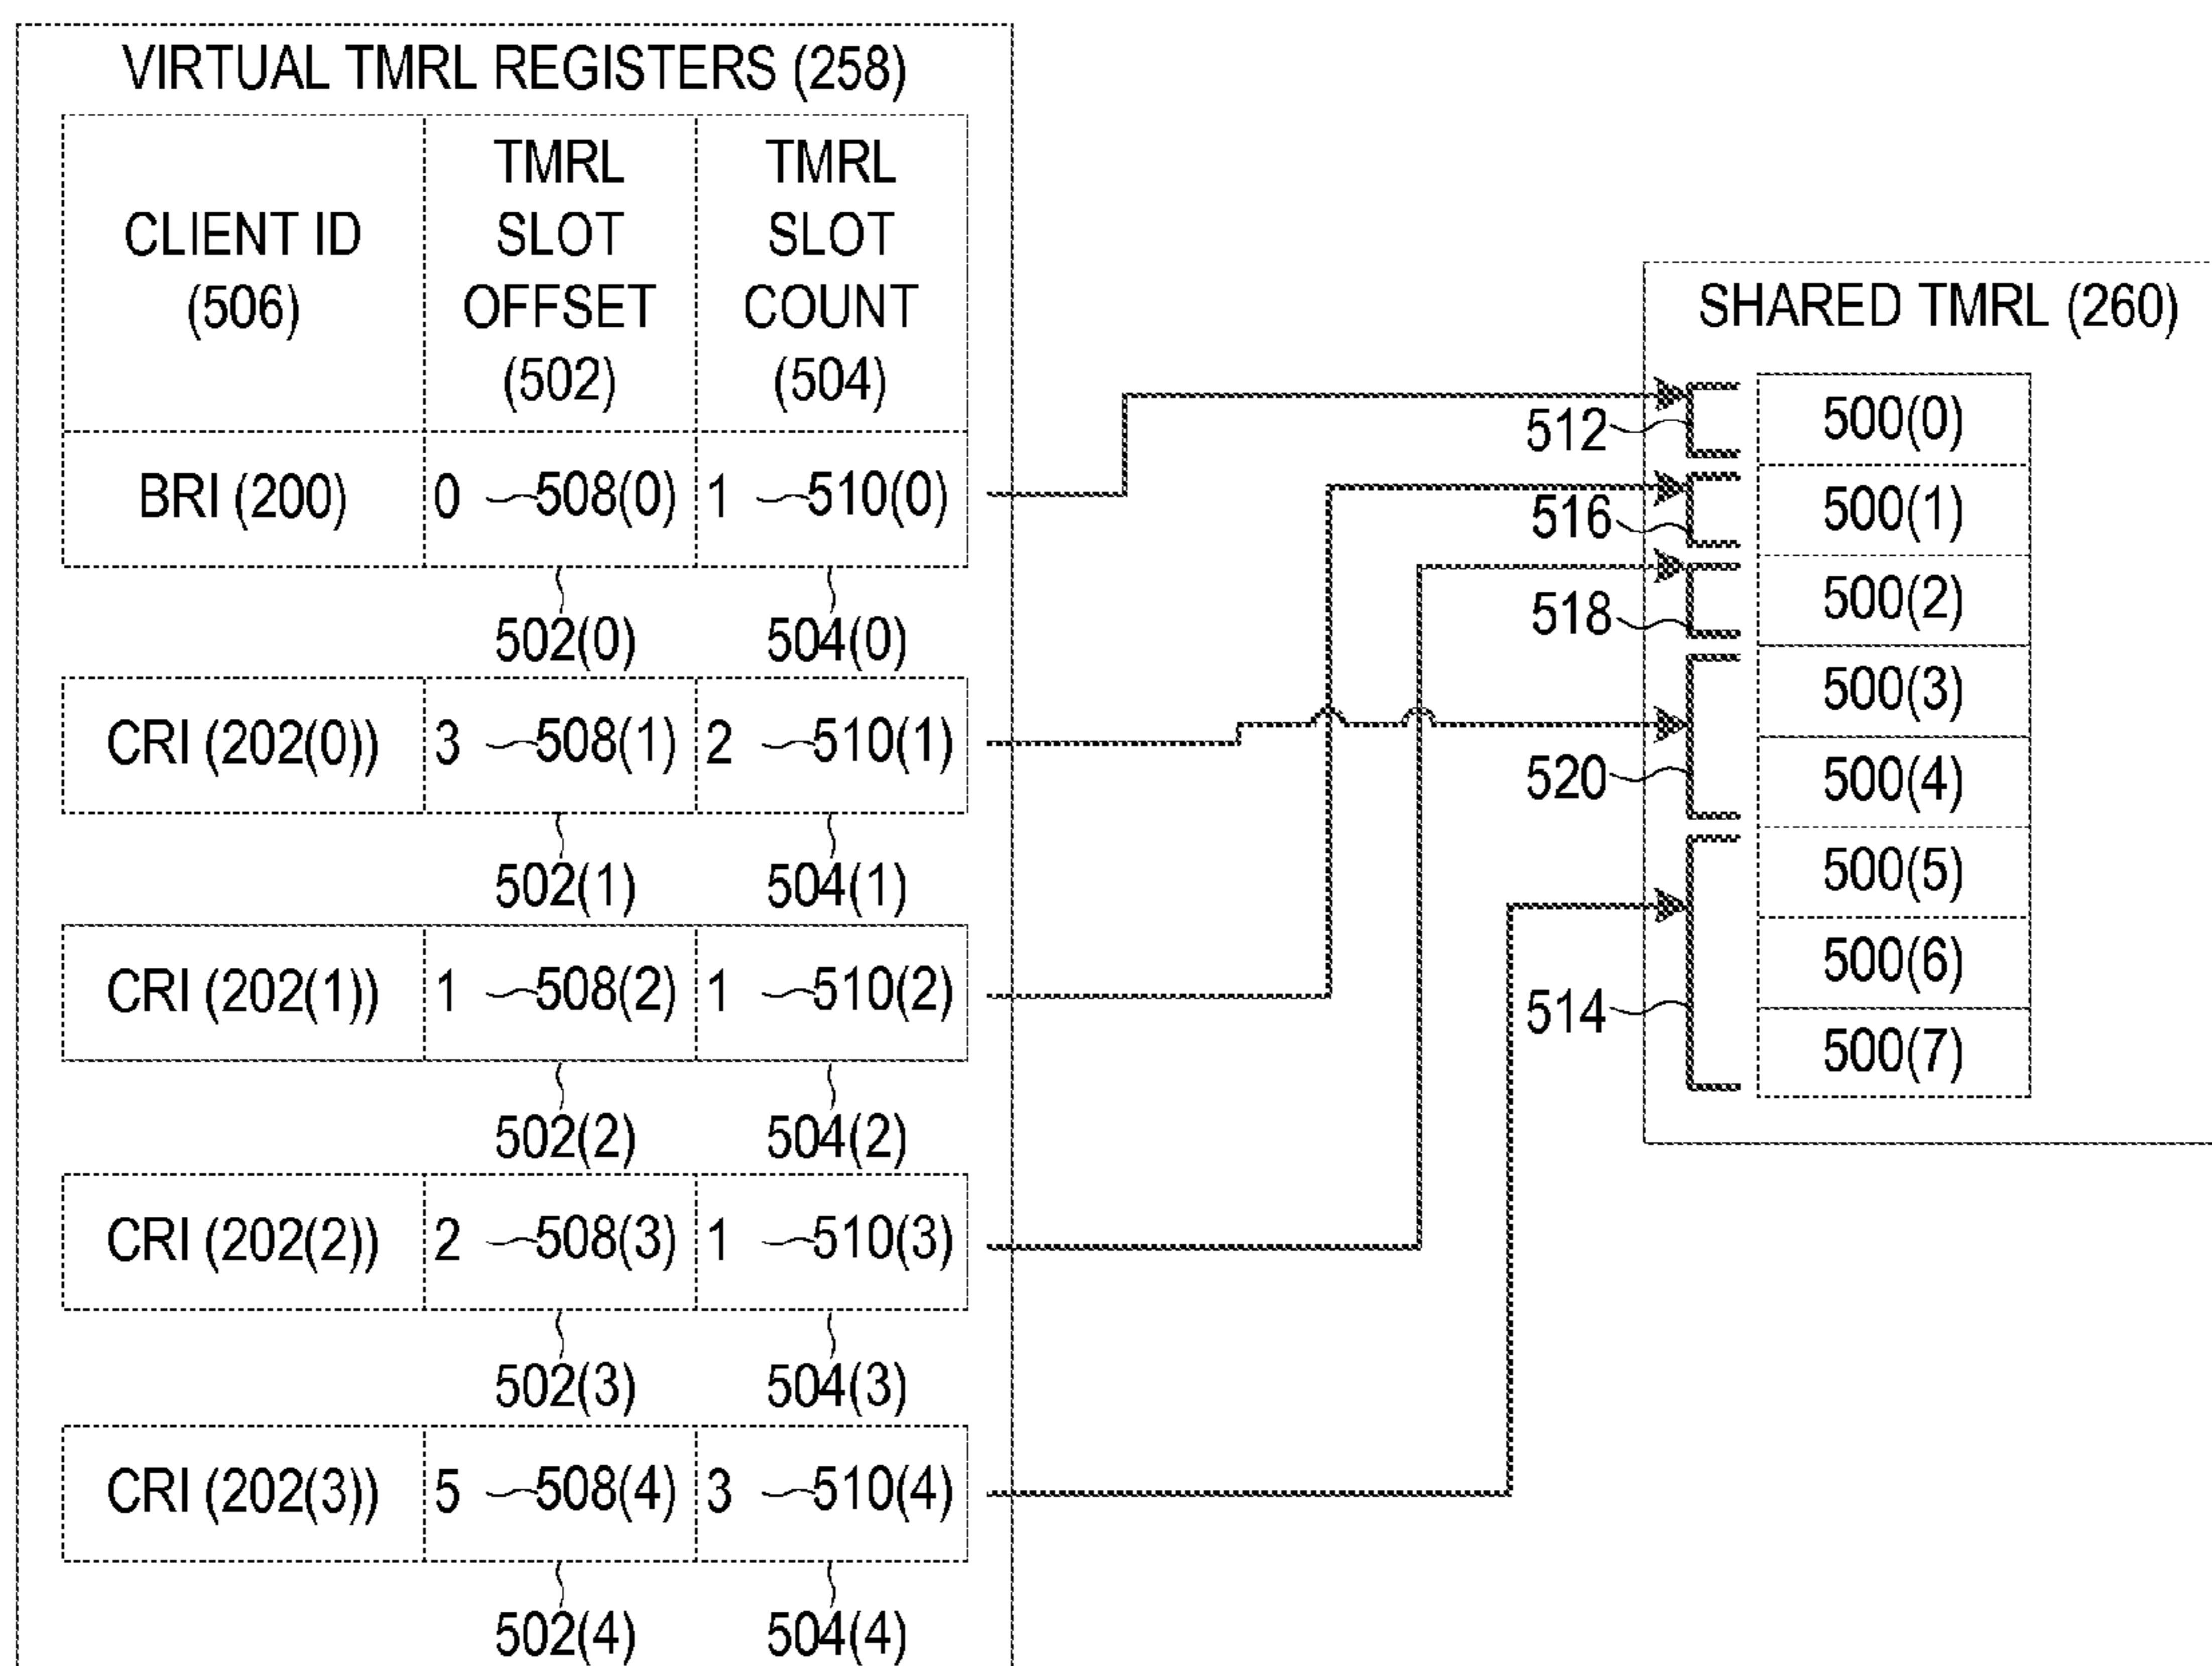 VIRTUAL TMRL REGISTERS (258)
CLIENT ID
(506)
TMRL
SLOT
OFFSET
(502)
TMRL
SLOT
COUNT
(504)
BRI (200) 0 508(0) 1 510(0)
502(0) 504(0)
CRI (202(0)) 3 508(1) 2 510(1)
502(1) 504(1)
CRI (202(1)) 1 508(2) 1 510(2)
502(2) 504(2)
CRI (202(2)) 2 508(3) 1 510(3)
502(3) 504(3)
CRI (202(3)) 5 508(4) 3 510(4)
502(4) 504(4)
SHARED TMRL (260)
512
516
518
520
514
500(0)
500(1)
500(2)
500(3)
500(4)
500(5)
500(6)
500(7)